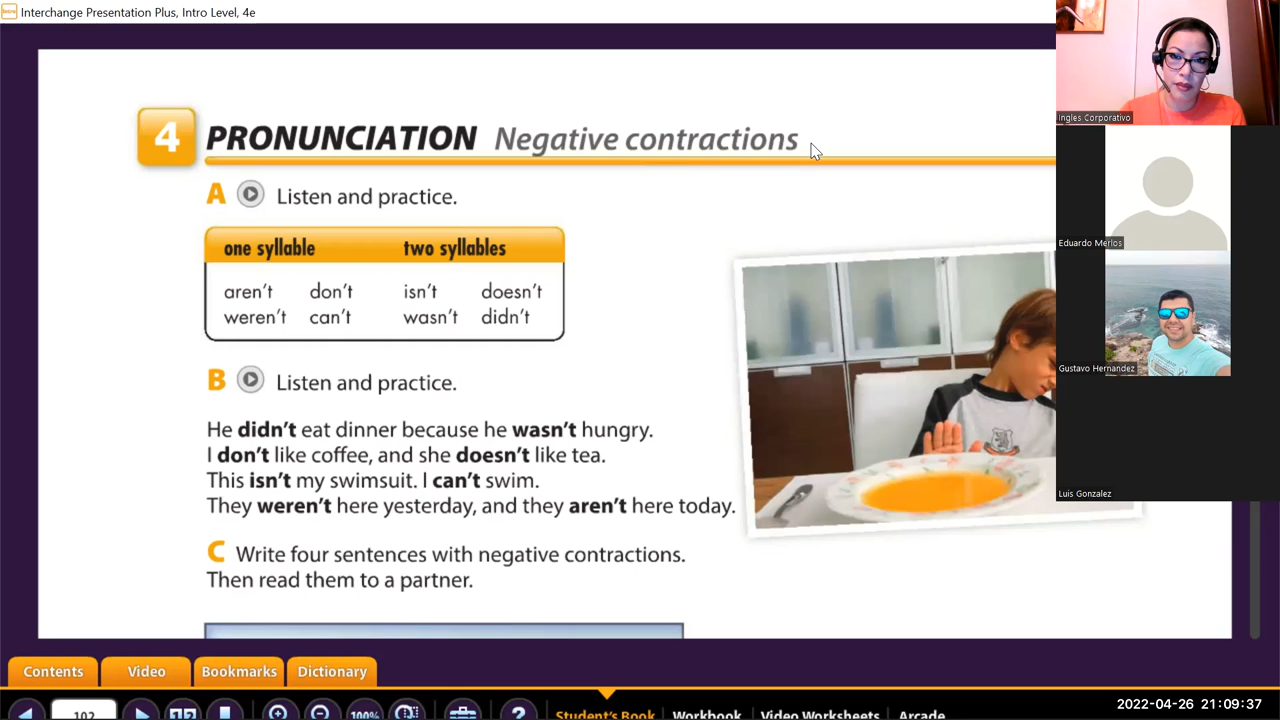 Interchange Presentation Plus, Intro Level, 4e
4 PRONUNCIATION Negative contractions
A Listen and practice.
one syllable two syllables
aren't don't isn't doesn't
weren't can't wasn't didn't
B Listen and practice.
He didn't eat dinner because he wasn't hungry.
I don't like coffee, and she doesn't like tea.
This isn't my swimsuit. I can't swim.
They weren't here yesterday, and they aren't here today.
C Write four sentences with negative contractions.
Then read them to a partner.
Ingles Corporativo
Eduardo Merlos
Gustavo Hernandez
Luis Gonzalez
Contents Video Bookmarks Dictionary
102 100% ? Student's Book Workbook Video Worksheets Arcade
2022-04-26 21:09:37